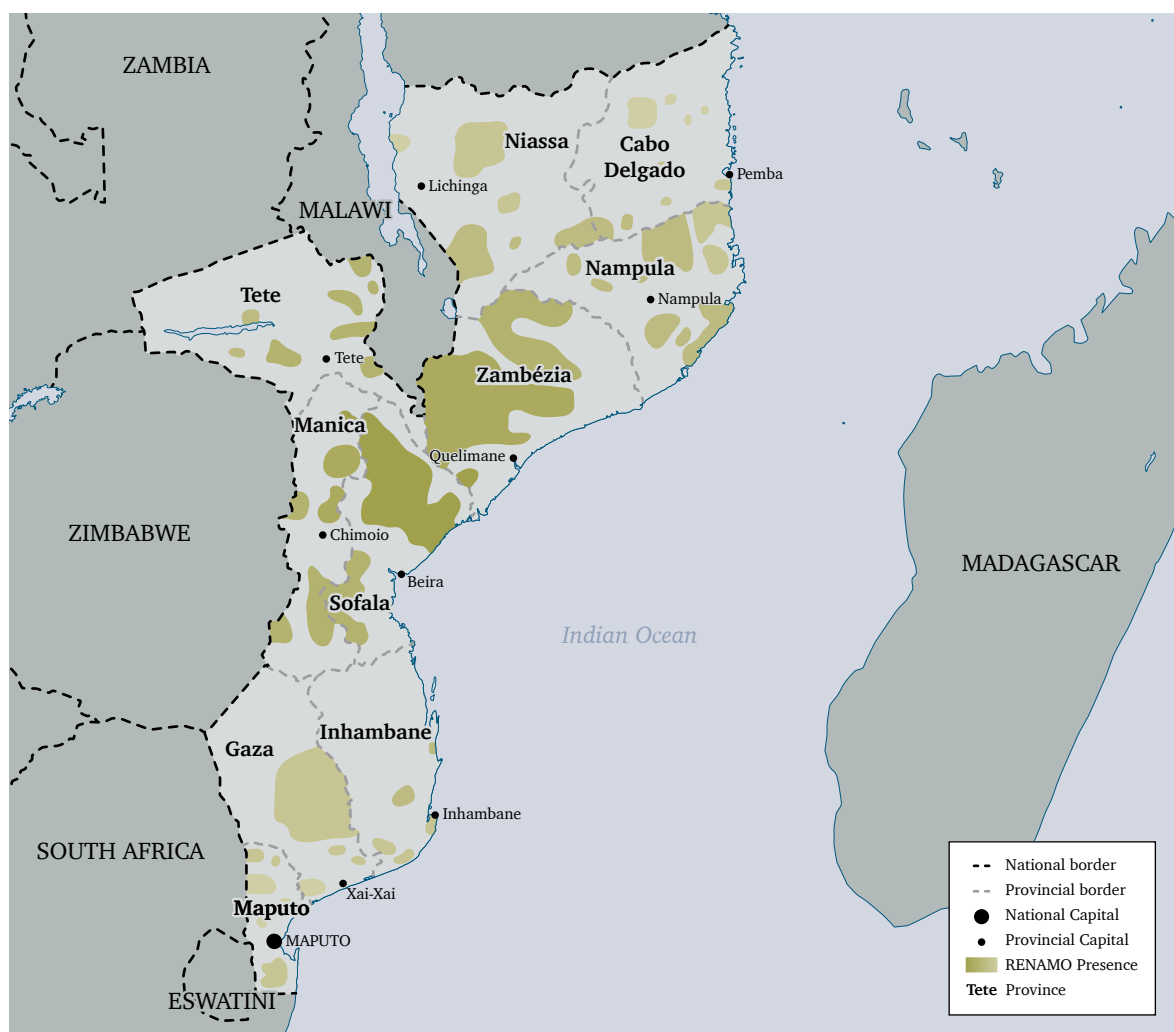 ZAMBIA
Niassa
Cabo
Delgado
Pemba
Lichinga
MALAWI
Nampula
Tete
Nampula
Tete
Zambézia
Manica
Quelimane
ZIMBABWE
Chimoio
MADAGASCAR
Beira
Sofala
Indian Ocean
Inhambane
Gaza
Inhambane
SOUTH AFRICA
Xai-Xai
Maputo
MAPUTO
ESWATINI
National border
Provincial border
National Capital
Provincial Capital
RENAMO Presence
Tete Province